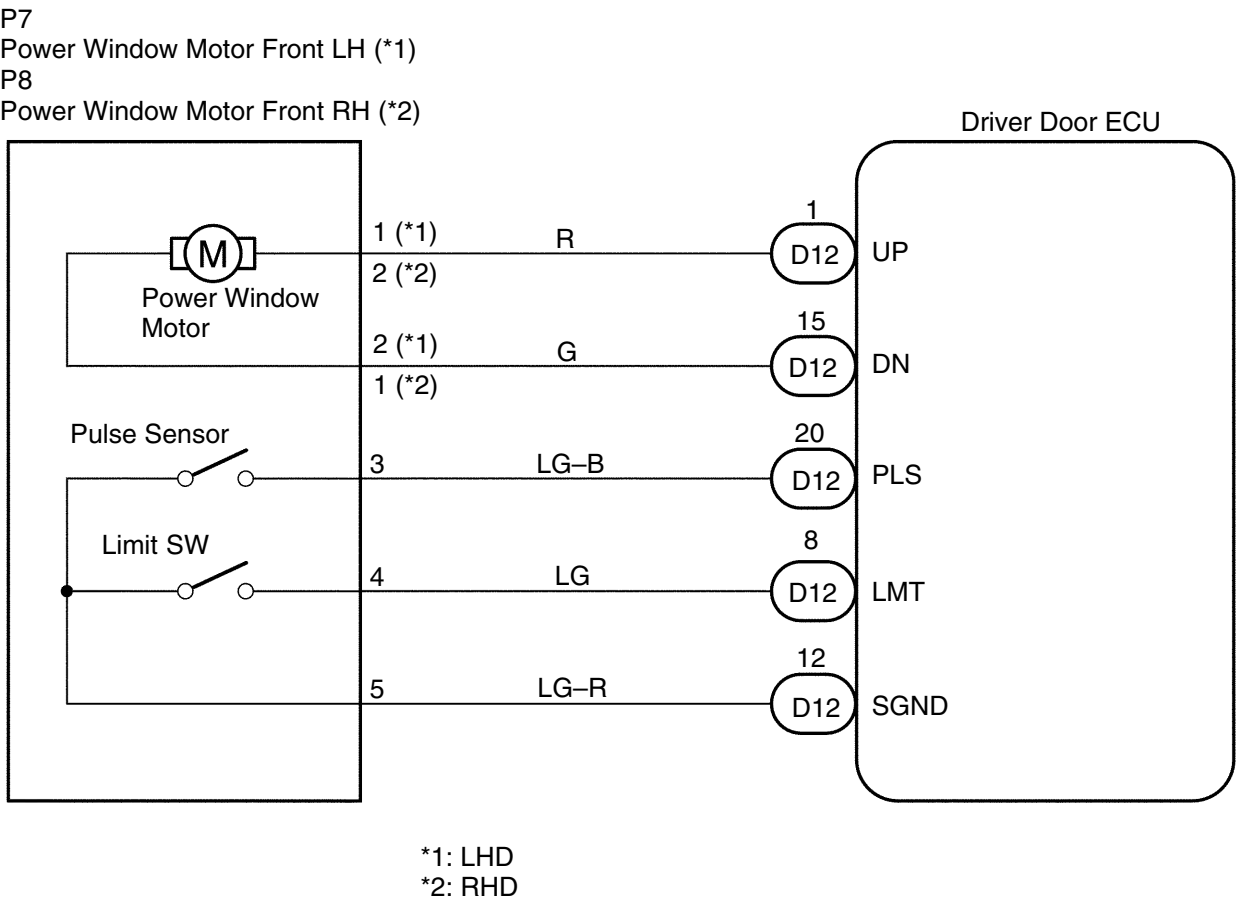 P7
Power Window Motor Front LH (*1)
P8
Power Window Motor Front RH (*2)
Driver Door ECU
1 (*1)
R
1
M
D12
UP
2 (*2)
Power Window
Motor
2 (*1)
G
15
D12
DN
1 (*2)
Pulse Sensor
3
LG–B
20
D12
PLS
Limit SW
4
LG
8
D12
LMT
5
LG–R
12
D12
SGND
*1: LHD
*2: RHD